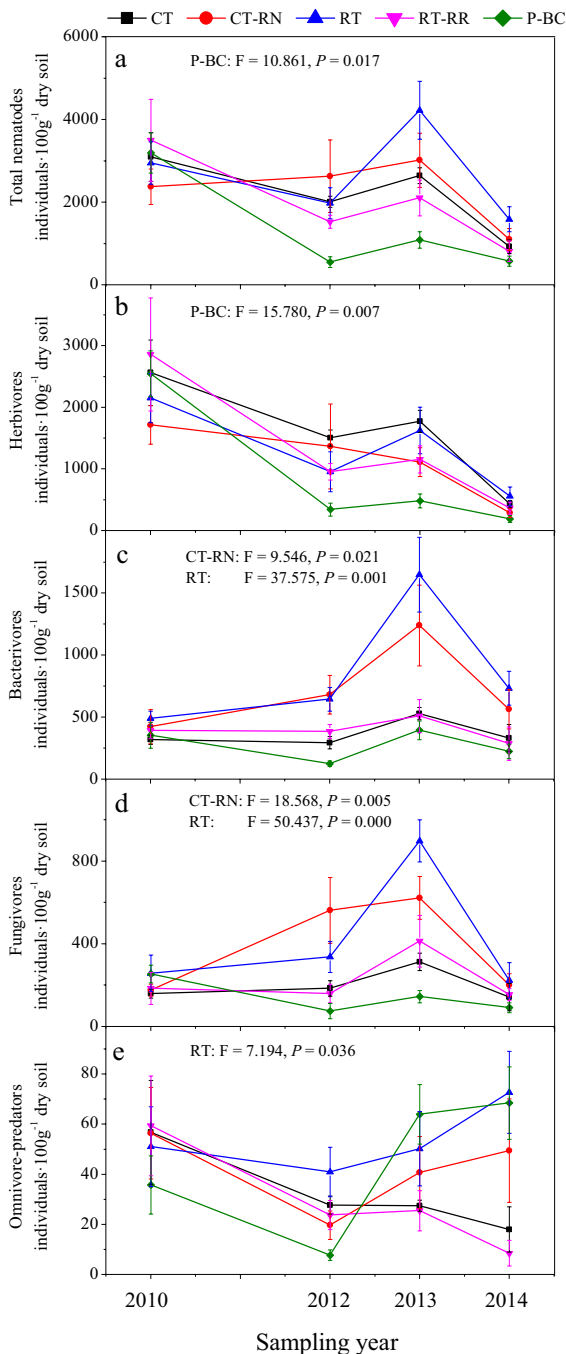 CT CT-RN RT RT-RR P-BC
6000
a
P-BC: F = 10.861, P = 0.017
4000
2000
0
Total nematodes
individuals·100g⁻¹ dry soil
b
P-BC: F = 15.780, P = 0.007
3000
2000
1000
0
Herbivores
individuals·100g⁻¹ dry soil
c
CT-RN: F = 9.546, P = 0.021
RT: F = 37.575, P = 0.001
1500
1000
500
0
Bacterivores
individuals·100g⁻¹ dry soil
d
CT-RN: F = 18.568, P = 0.005
RT: F = 50.437, P = 0.000
800
400
0
Fungivores
individuals·100g⁻¹ dry soil
e
RT: F = 7.194, P = 0.036
80
60
40
20
0
Omnivore-predators
individuals·100g⁻¹ dry soil
2010 2012 2013 2014
Sampling year